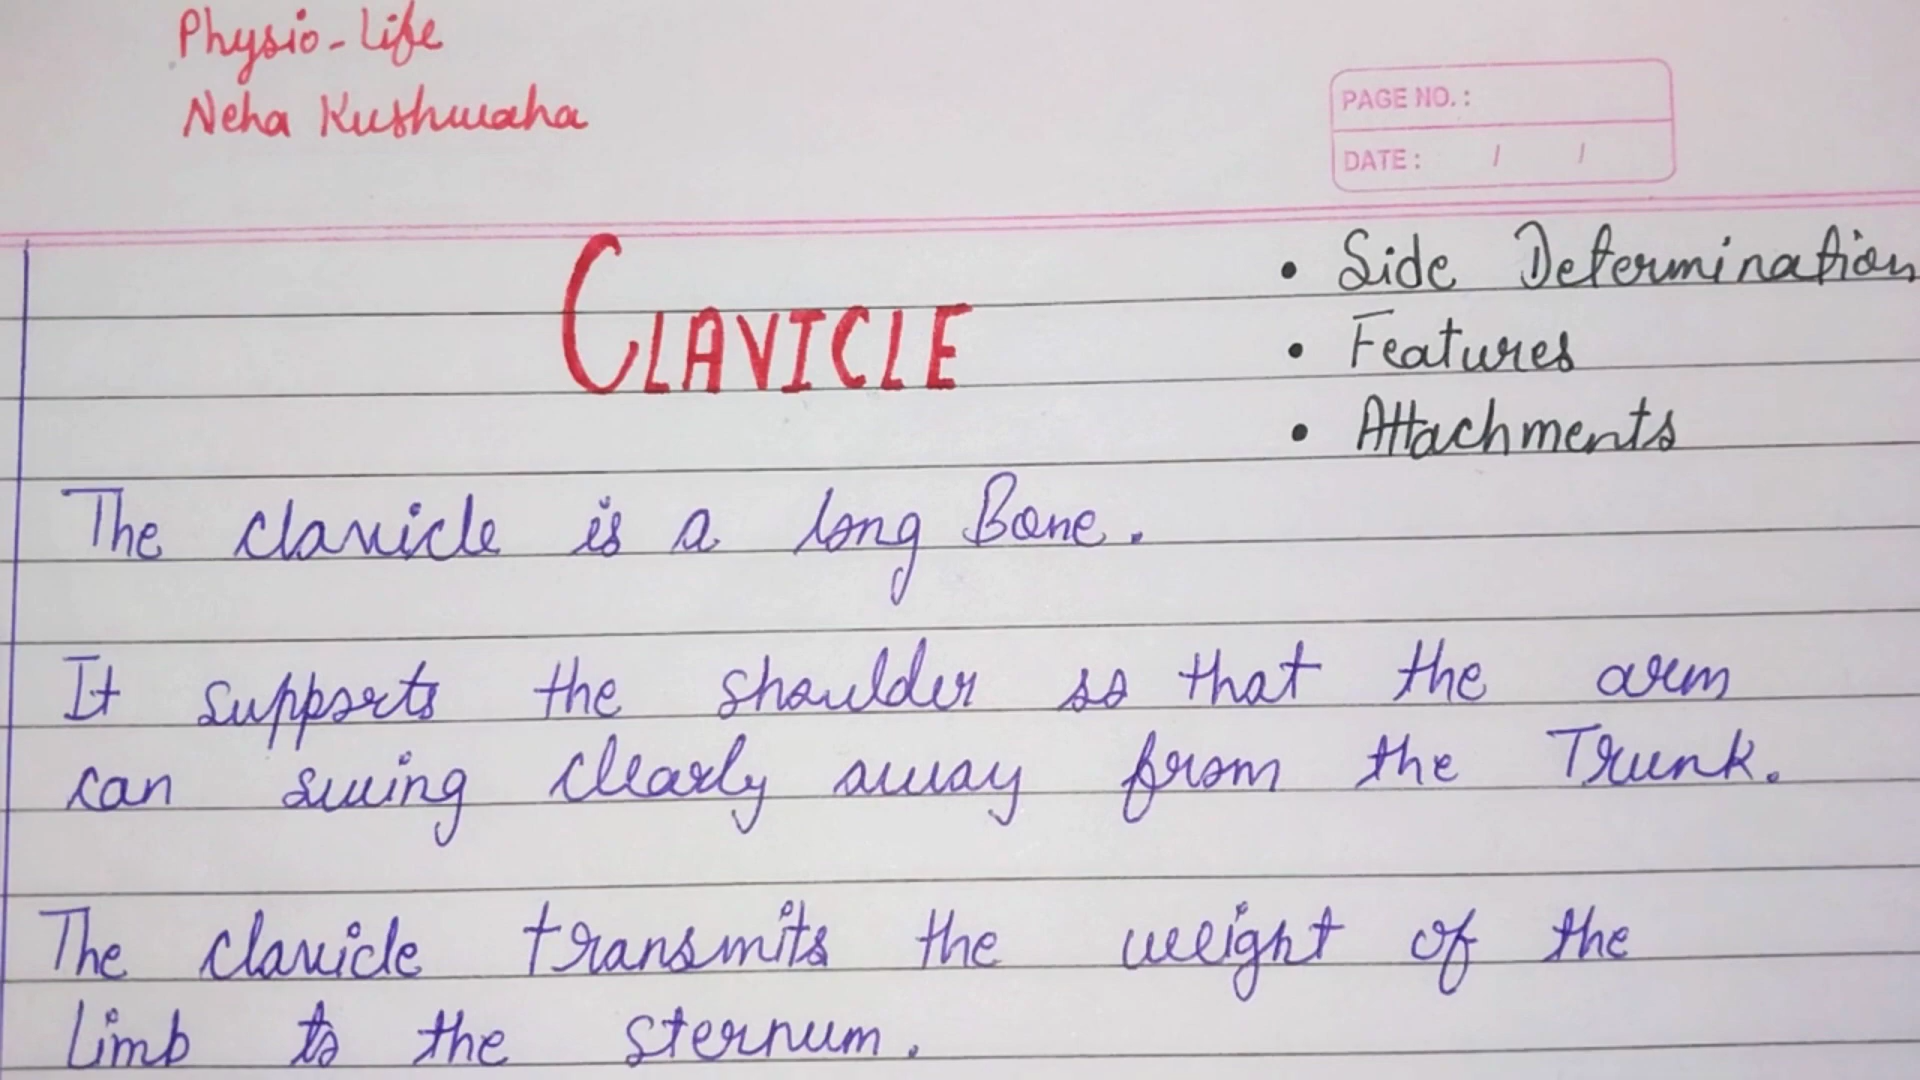 Physio-Life
Neha Kushwaha
PAGE NO.:
DATE: / /
CLAVICLE
• Side Determination
• Features
• Attachments
The clavicle is a long Bone.
It supports the shoulder so that the arm
can swing clearly away from the Trunk.
The clavicle transmits the weight of the
limb to the sternum.